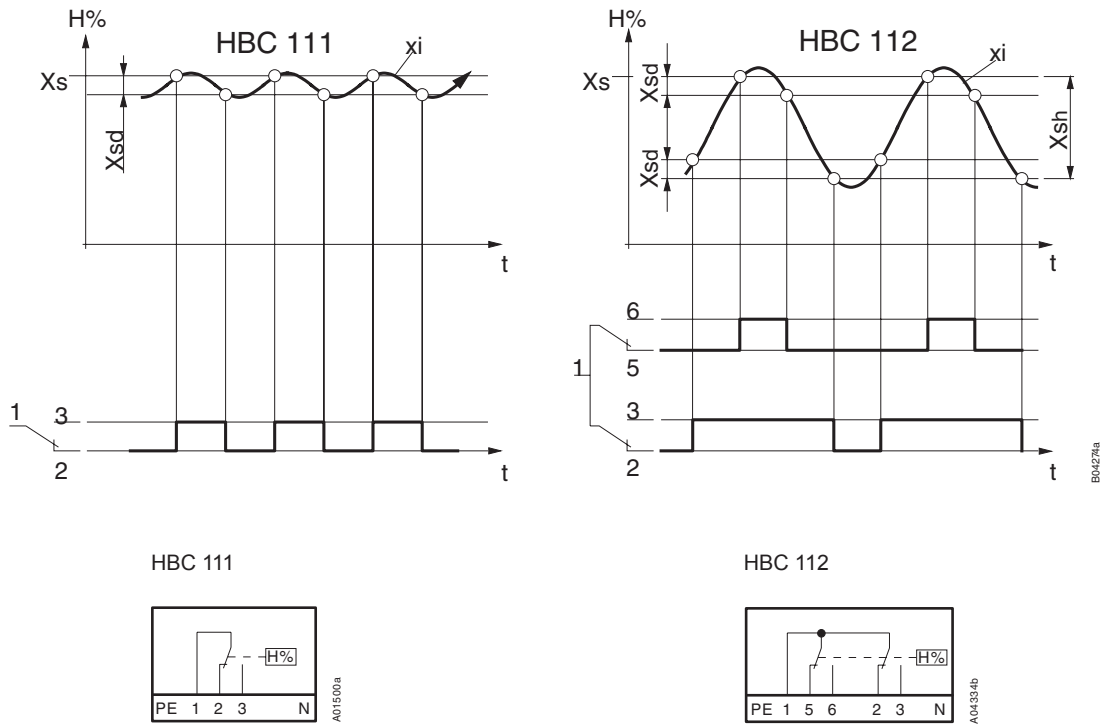 H%
HBC 111
xi
Xs
Xsd
t
1
3
2
t
H%
HBC 112
xi
Xs
Xsd
Xsd
Xsh
t
6
5
1
3
2
t
B04274a
HBC 111
H%
PE 1 2 3 N
A01500a
HBC 112
H%
PE 1 5 6 2 3 N
A04334b